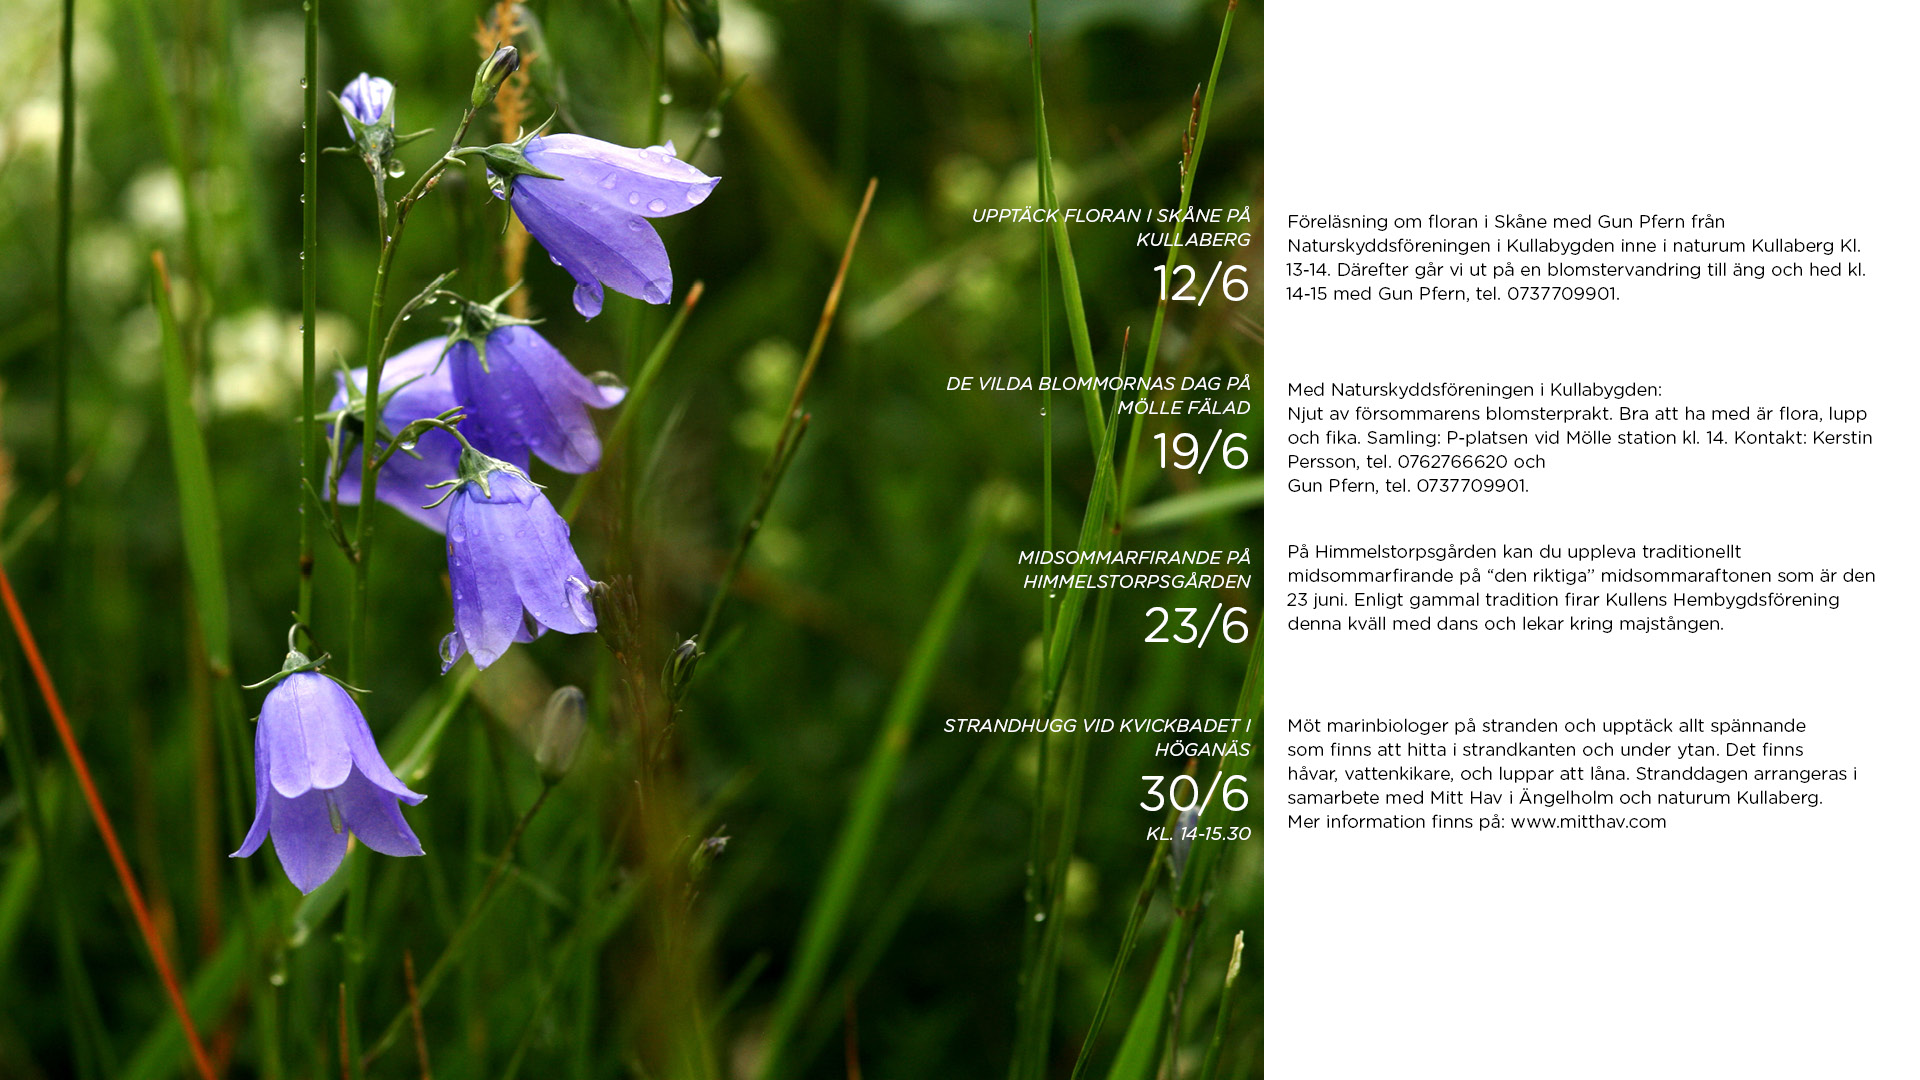 UPPTÄCK FLORAN I SKÅNE PÅ
KULLABERG
12/6
Föreläsning om floran i Skåne med Gun Pfern från
Naturskyddsföreningen i Kullabygden inne i naturum Kullaberg Kl.
13-14. Därefter går vi ut på en blomstervandring till äng och hed kl.
14-15 med Gun Pfern, tel. 0737709901.
DE VILDA BLOMMORNAS DAG PÅ
MÖLLE FÄLAD
19/6
Med Naturskyddsföreningen i Kullabygden:
Njut av försommarens blomsterprakt. Bra att ha med är flora, lupp
och fika. Samling: P-platsen vid Mölle station kl. 14. Kontakt: Kerstin
Persson, tel. 0762766620 och
Gun Pfern, tel. 0737709901.
MIDSOMMARFIRANDE PÅ
HIMMELSTORPSGÅRDEN
23/6
På Himmelstorpsgården kan du uppleva traditionellt
midsommarfirande på “den riktiga” midsommaraftonen som är den
23 juni. Enligt gammal tradition firar Kullens Hembygdsförening
denna kväll med dans och lekar kring majstången.
STRANDHUGG VID KVICKBADET I
HÖGANÄS
30/6
KL. 14-15.30
Möt marinbiologer på stranden och upptäck allt spännande
som finns att hitta i strandkanten och under ytan. Det finns
håvar, vattenkikare, och luppar att låna. Stranddagen arrangeras i
samarbete med Mitt Hav i Ängelholm och naturum Kullaberg.
Mer information finns på: www.mitthav.com